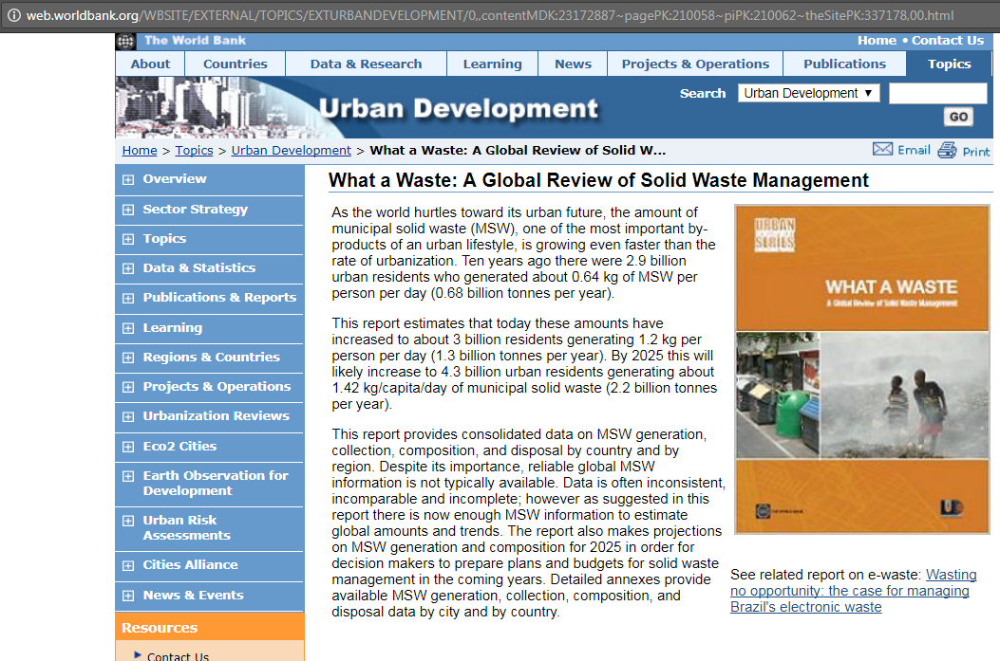 web.worldbank.org/WBSITE/EXTERNAL/TOPICS/EXTURBANDEVELOPMENT/0,,contentMDK:23172887~pagePK:210058~piPK:210062~theSitePK:337178,00.html
The World Bank
Home • Contact Us
About Countries Data & Research Learning News Projects & Operations Publications Topics
Urban Development
Search Urban Development ▼
GO
Home > Topics > Urban Development > What a Waste: A Global Review of Solid W...
Email Print
Overview
Sector Strategy
Topics
Data & Statistics
Publications & Reports
Learning
Regions & Countries
Projects & Operations
Urbanization Reviews
Eco2 Cities
Earth Observation for
Development
Urban Risk
Assessments
Cities Alliance
News & Events
Resources
Contact Us
What a Waste: A Global Review of Solid Waste Management
As the world hurtles toward its urban future, the amount of
municipal solid waste (MSW), one of the most important by-
products of an urban lifestyle, is growing even faster than the
rate of urbanization. Ten years ago there were 2.9 billion
urban residents who generated about 0.64 kg of MSW per
person per day (0.68 billion tonnes per year).
This report estimates that today these amounts have
increased to about 3 billion residents generating 1.2 kg per
person per day (1.3 billion tonnes per year). By 2025 this will
likely increase to 4.3 billion urban residents generating about
1.42 kg/capita/day of municipal solid waste (2.2 billion tonnes
per year).
This report provides consolidated data on MSW generation,
collection, composition, and disposal by country and by
region. Despite its importance, reliable global MSW
information is not typically available. Data is often inconsistent,
incomparable and incomplete; however as suggested in this
report there is now enough MSW information to estimate
global amounts and trends. The report also makes projections
on MSW generation and composition for 2025 in order for
decision makers to prepare plans and budgets for solid waste
management in the coming years. Detailed annexes provide
available MSW generation, collection, composition, and
disposal data by city and by country.
URBAN
SERIES
WHAT A WASTE
A Global Review of Solid Waste Management
See related report on e-waste: Wasting
no opportunity: the case for managing
Brazil's electronic waste